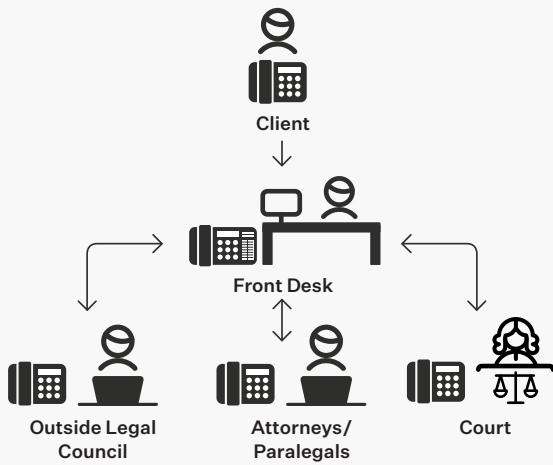 Client
Front Desk
Outside Legal
Council
Attorneys/
Paralegals
Court